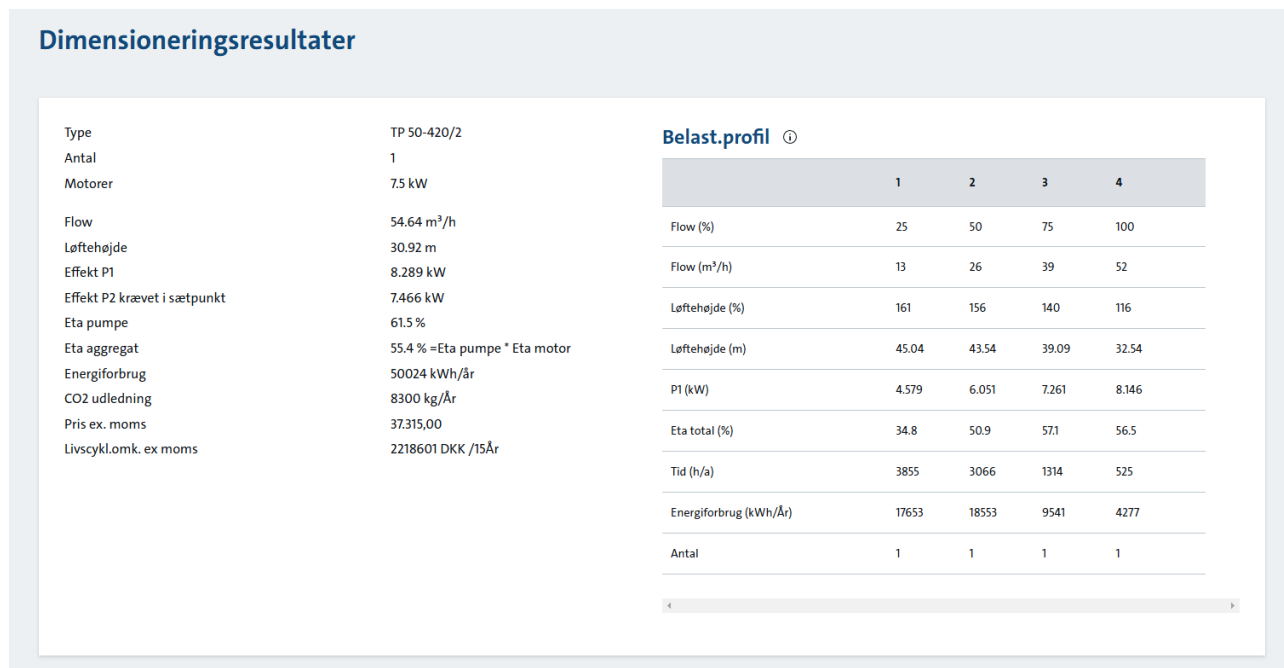 Dimensioneringsresultater
Type TP 50-420/2
Antal 1
Motorer 7.5 kW
Flow 54.64 m³/h
Løftehøjde 30.92 m
Effekt P1 8.289 kW
Effekt P2 krævet i sætpunkt 7.466 kW
Eta pumpe 61.5 %
Eta aggregat 55.4 % =Eta pumpe * Eta motor
Energiforbrug 50024 kWh/år
CO2 udledning 8300 kg/År
Pris ex. moms 37.315,00
Livscykl.omk. ex moms 2218601 DKK /15År
Belast.profil
1 2 3 4
Flow (%) 25 50 75 100
Flow (m³/h) 13 26 39 52
Løftehøjde (%) 161 156 140 116
Løftehøjde (m) 45.04 43.54 39.09 32.54
P1 (kW) 4.579 6.051 7.261 8.146
Eta total (%) 34.8 50.9 57.1 56.5
Tid (h/a) 3855 3066 1314 525
Energiforbrug (kWh/År) 17653 18553 9541 4277
Antal 1 1 1 1